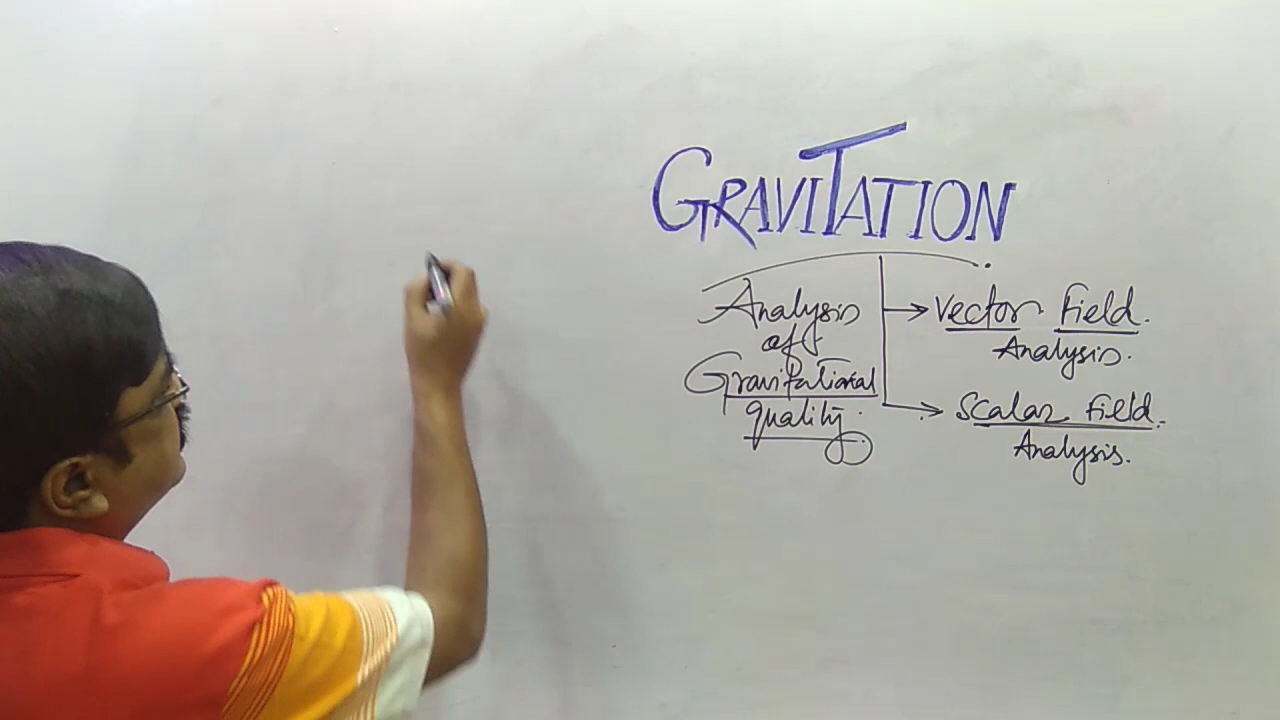 GRAVITATION
Analysis
of
Gravitational
quality.
Vector Field.
Analysis.
Scalar Field.
Analysis.